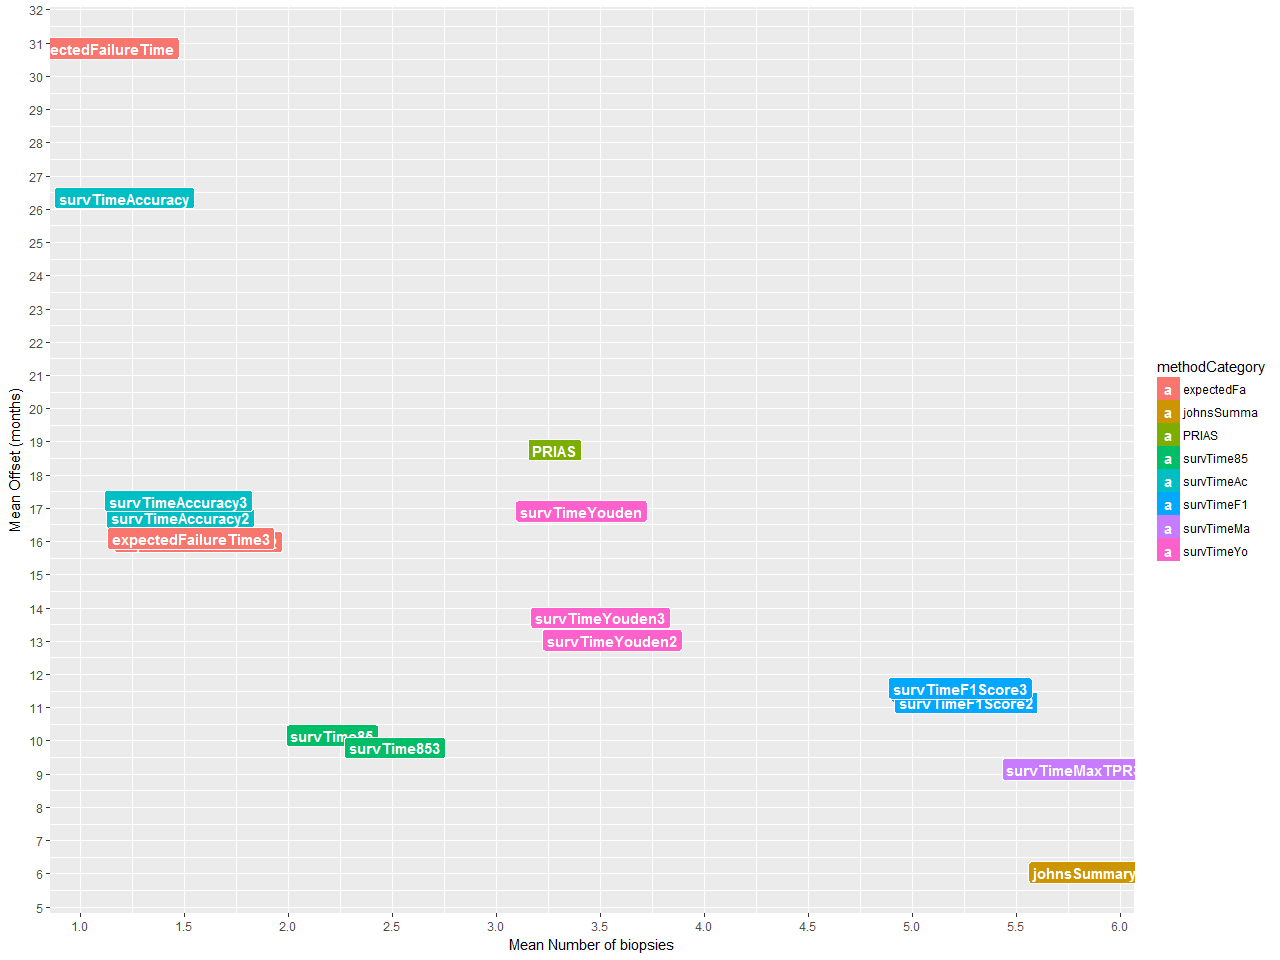 32
31
30
29
28
27
26
25
24
23
22
21
20
19
18
17
16
15
14
13
12
11
10
9
8
7
6
5
Mean Offset (months)
ectedFailureTime
survTimeAccuracy
PRIAS
survTimeAccuracy3
survTimeYouden
survTimeAccuracy2
expectedFailureTime3
survTimeYouden3
survTimeYouden2
survTimeF1Score3
survTimeF1Score2
survTime85
survTime853
survTimeMaxTPR
johnsSummary
1.0 1.5 2.0 2.5 3.0 3.5 4.0 4.5 5.0 5.5 6.0
Mean Number of biopsies
methodCategory
a expectedFa
a johnsSumma
a PRIAS
a survTime85
a survTimeAc
a survTimeF1
a survTimeMa
a survTimeYo